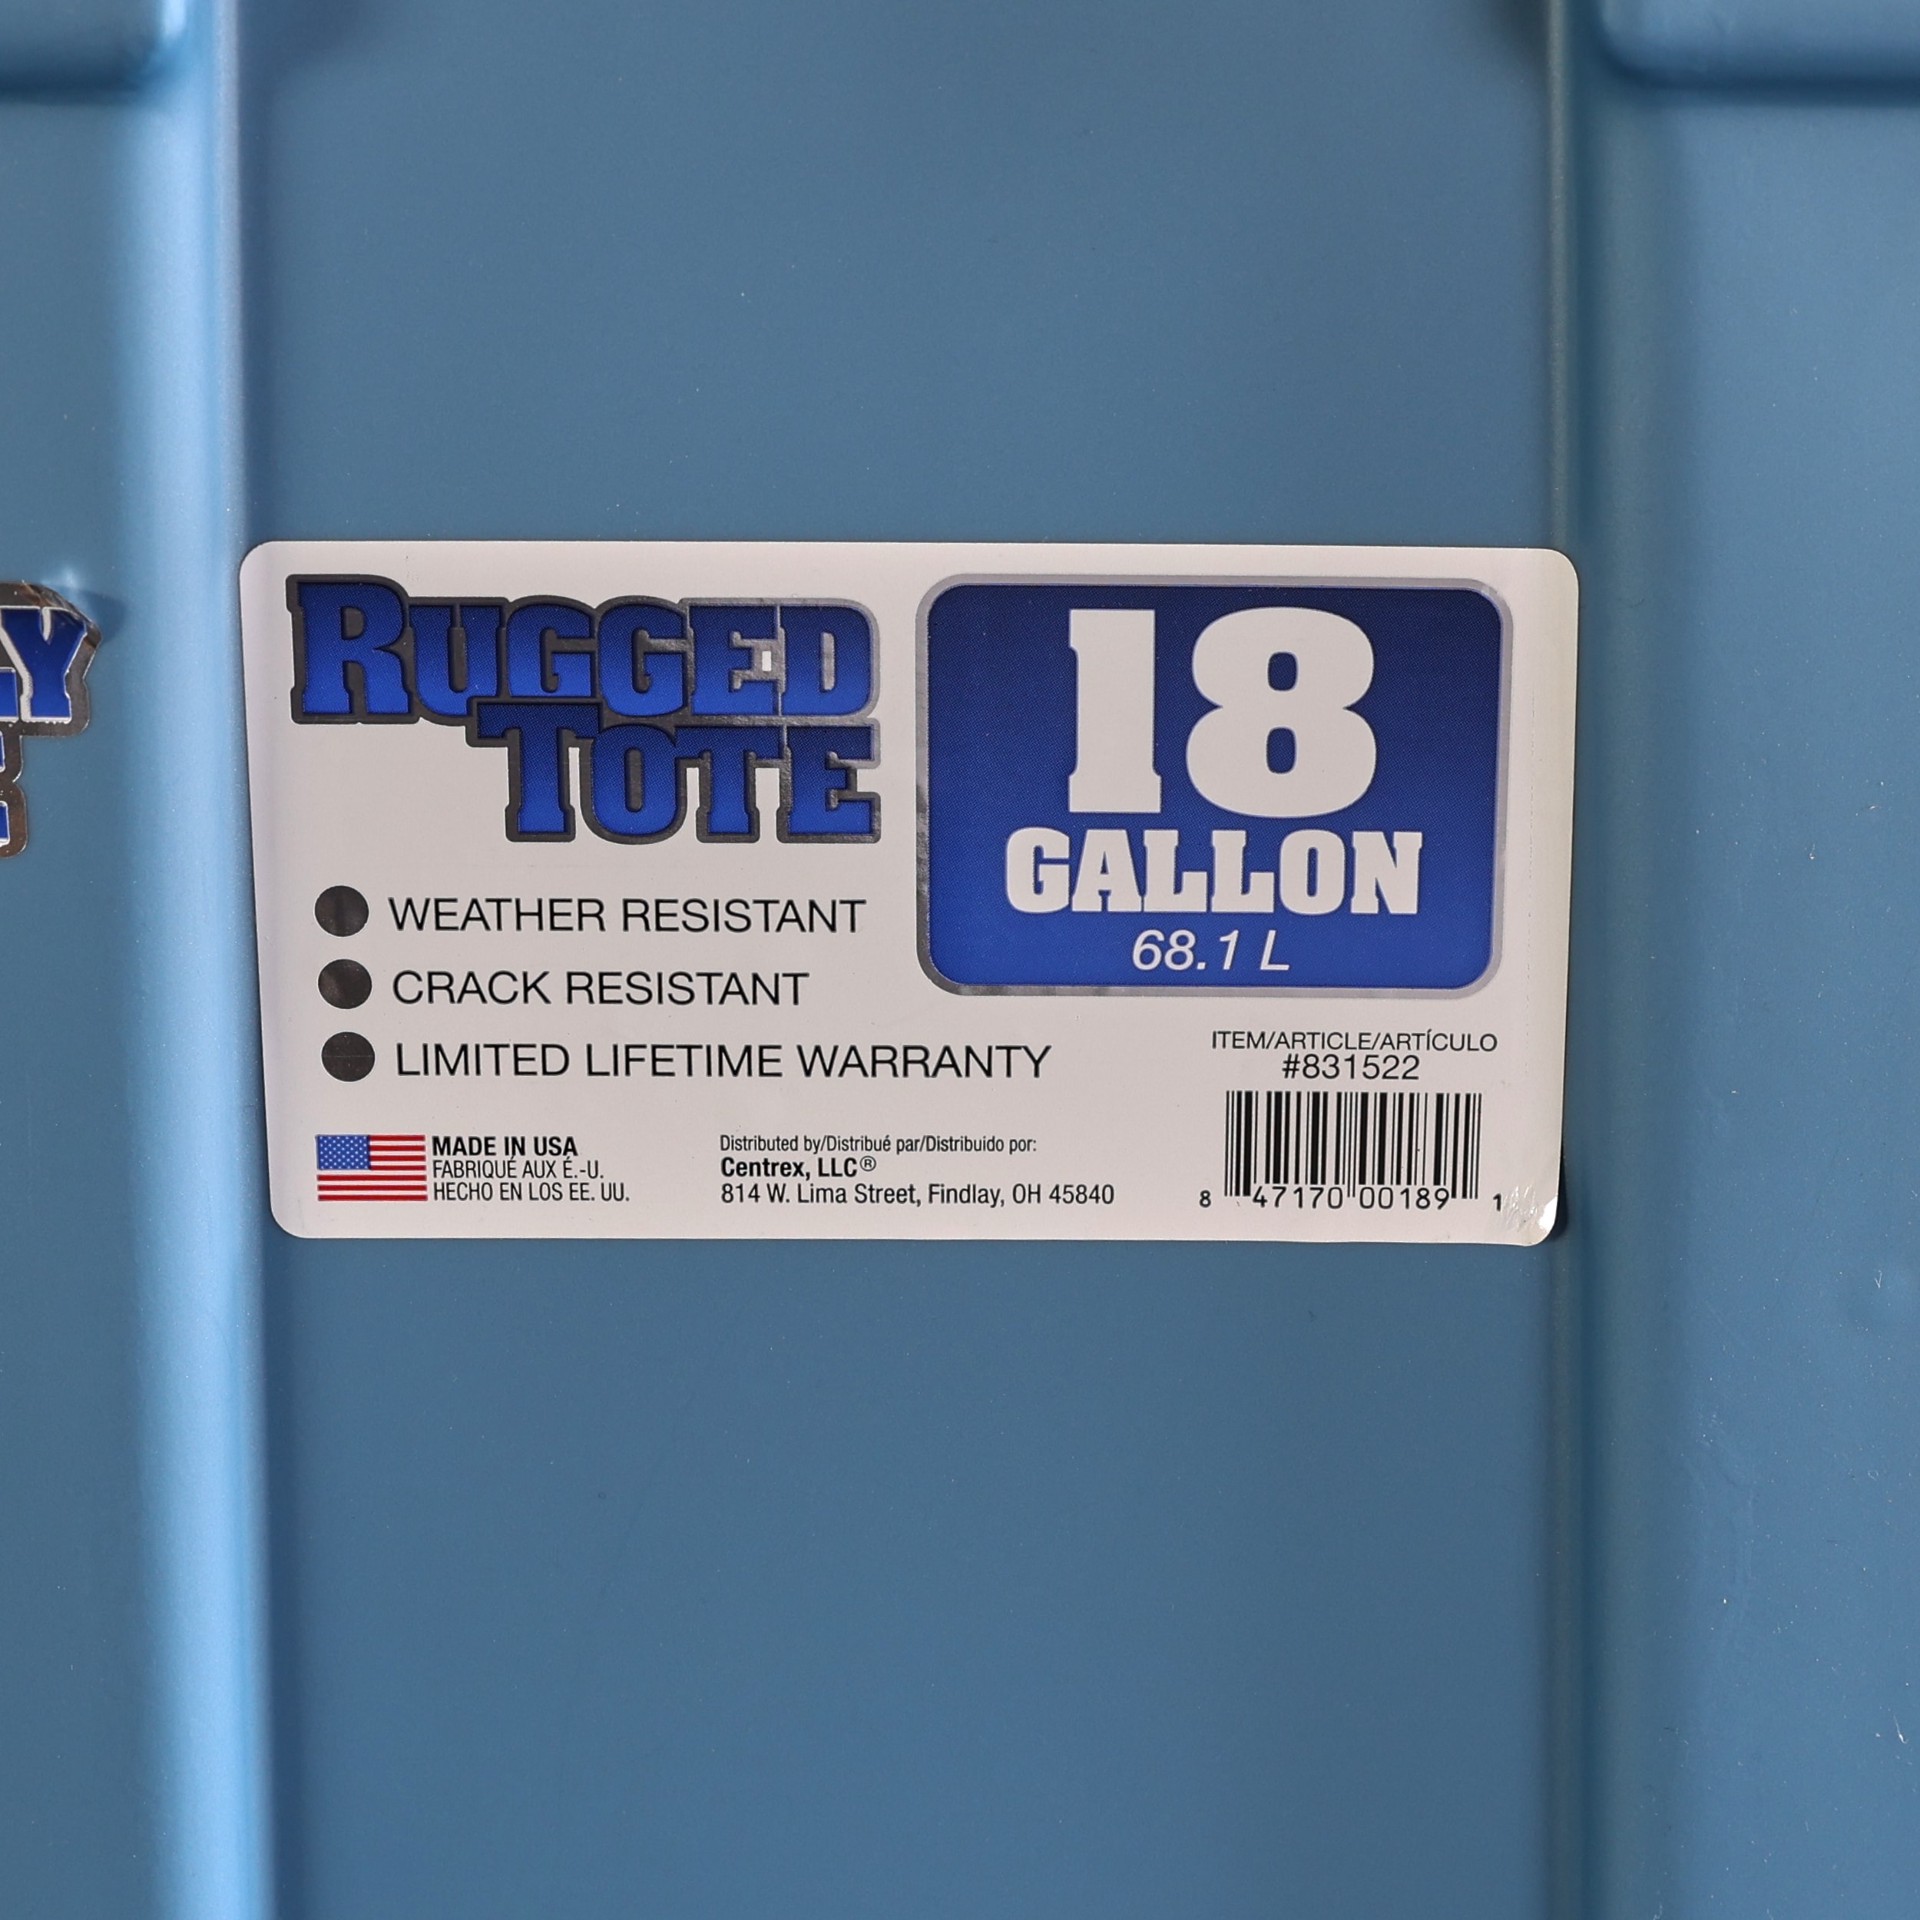 LY
RUGGED
TOTE
18
GALLON
68.1 L
WEATHER RESISTANT
CRACK RESISTANT
LIMITED LIFETIME WARRANTY
MADE IN USA
FABRIQUÉ AUX É.-U.
HECHO EN LOS EE. UU.
Distributed by/Distribué par/Distribuido por:
Centrex, LLC®
814 W. Lima Street, Findlay, OH 45840
ITEM/ARTICLE/ARTÍCULO
#831522
8 47170 00189 1